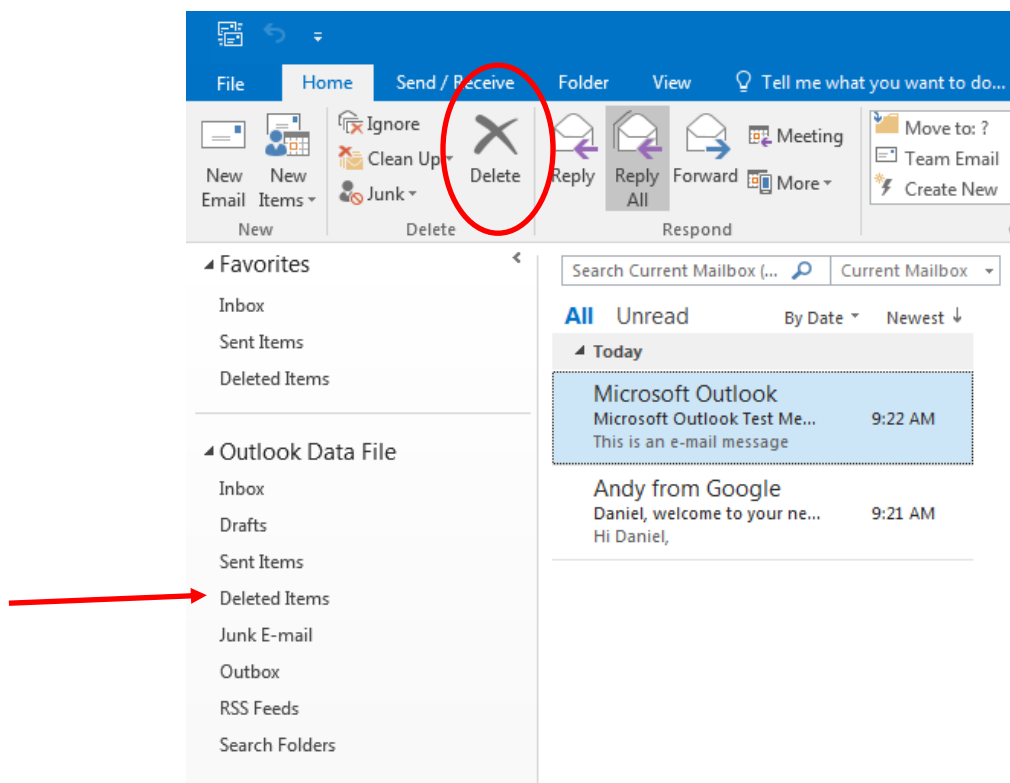 File Home Send / Receive Folder View Tell me what you want to do...
New Email
New Items
Ignore
Clean Up
Junk
Delete
Reply
Reply All
Forward
Meeting
More
Move to: ?
Team Email
Create New
New Delete Respond
Favorites
Inbox
Sent Items
Deleted Items
Outlook Data File
Inbox
Drafts
Sent Items
Deleted Items
Junk E-mail
Outbox
RSS Feeds
Search Folders
Search Current Mailbox (... Current Mailbox
All Unread By Date Newest ↓
Today
Microsoft Outlook
Microsoft Outlook Test Me... 9:22 AM
This is an e-mail message
Andy from Google
Daniel, welcome to your ne... 9:21 AM
Hi Daniel,